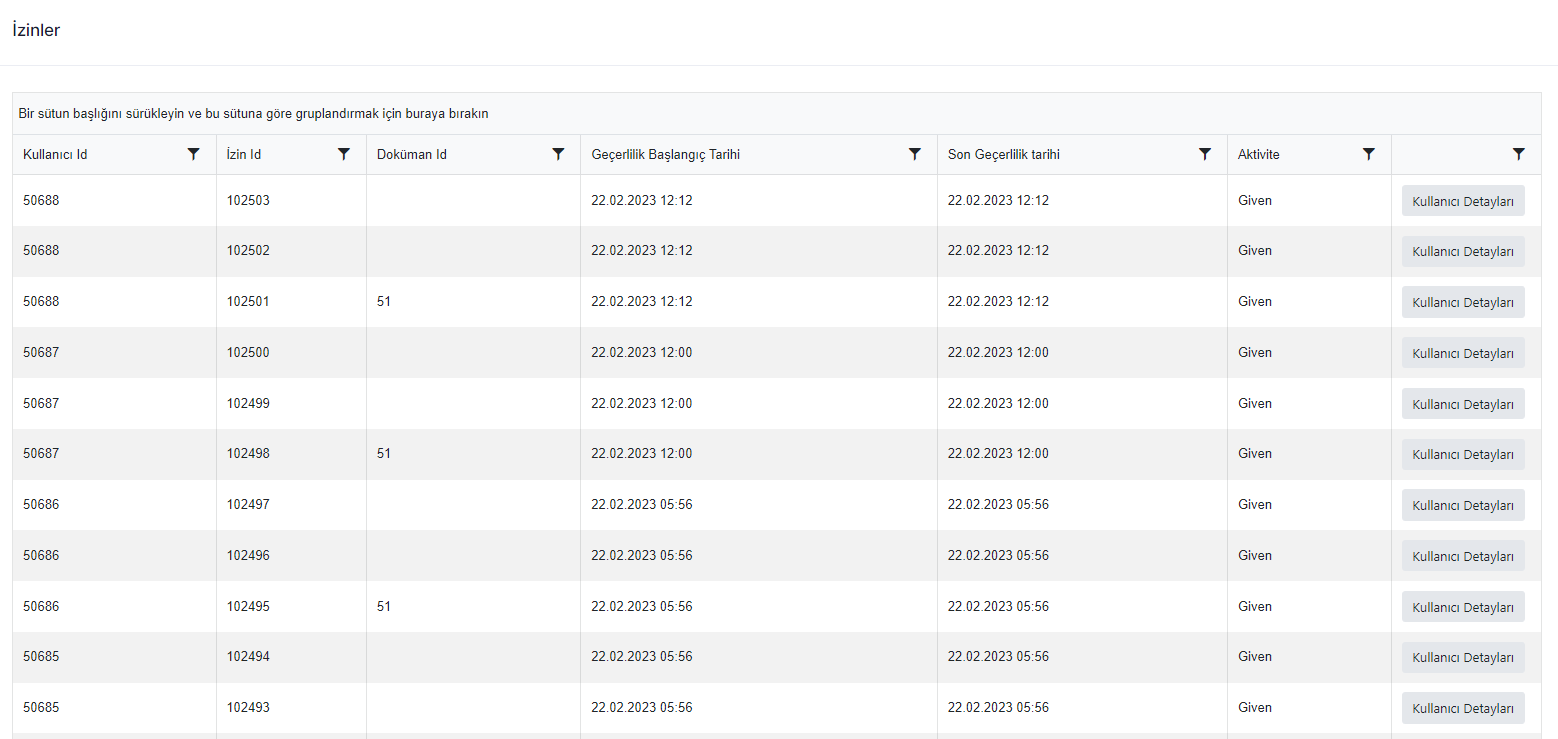 İzinler
Bir sütun başlığını sürükleyin ve bu sütuna göre gruplandırmak için buraya bırakın
Kullanıcı Id İzin Id Doküman Id Geçerlilik Başlangıç Tarihi Son Geçerlilik tarihi Aktivite
50688 102503 22.02.2023 12:12 22.02.2023 12:12 Given Kullanıcı Detayları
50688 102502 22.02.2023 12:12 22.02.2023 12:12 Given Kullanıcı Detayları
50688 102501 51 22.02.2023 12:12 22.02.2023 12:12 Given Kullanıcı Detayları
50687 102500 22.02.2023 12:00 22.02.2023 12:00 Given Kullanıcı Detayları
50687 102499 22.02.2023 12:00 22.02.2023 12:00 Given Kullanıcı Detayları
50687 102498 51 22.02.2023 12:00 22.02.2023 12:00 Given Kullanıcı Detayları
50686 102497 22.02.2023 05:56 22.02.2023 05:56 Given Kullanıcı Detayları
50686 102496 22.02.2023 05:56 22.02.2023 05:56 Given Kullanıcı Detayları
50686 102495 51 22.02.2023 05:56 22.02.2023 05:56 Given Kullanıcı Detayları
50685 102494 22.02.2023 05:56 22.02.2023 05:56 Given Kullanıcı Detayları
50685 102493 22.02.2023 05:56 22.02.2023 05:56 Given Kullanıcı Detayları